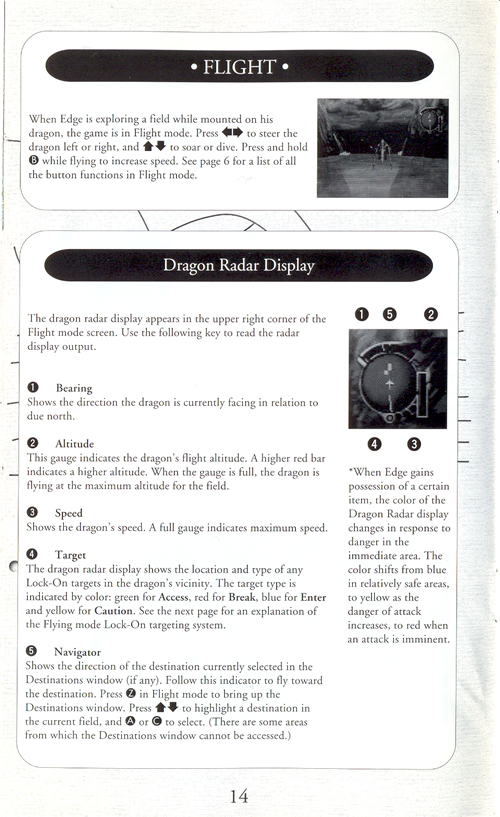 • FLIGHT •
When Edge is exploring a field while mounted on his
dragon, the game is in Flight mode. Press ⬅➡ to steer the
dragon left or right, and ⬆⬇ to soar or dive. Press and hold
Ⓑ while flying to increase speed. See page 6 for a list of all
the button functions in Flight mode.
Dragon Radar Display
The dragon radar display appears in the upper right corner of the
Flight mode screen. Use the following key to read the radar
display output.
❶ Bearing
Shows the direction the dragon is currently facing in relation to
due north.
❷ Altitude
This gauge indicates the dragon's flight altitude. A higher red bar
indicates a higher altitude. When the gauge is full, the dragon is
flying at the maximum altitude for the field.
❸ Speed
Shows the dragon's speed. A full gauge indicates maximum speed.
❹ Target
The dragon radar display shows the location and type of any
Lock-On targets in the dragon's vicinity. The target type is
indicated by color: green for Access, red for Break, blue for Enter
and yellow for Caution. See the next page for an explanation of
the Flying mode Lock-On targeting system.
❺ Navigator
Shows the direction of the destination currently selected in the
Destinations window (if any). Follow this indicator to fly toward
the destination. Press Ⓩ in Flight mode to bring up the
Destinations window. Press ⬆⬇ to highlight a destination in
the current field, and Ⓐ or Ⓒ to select. (There are some areas
from which the Destinations window cannot be accessed.)
❶ ❺ ❷
❹ ❸
*When Edge gains
possession of a certain
item, the color of the
Dragon Radar display
changes in response to
danger in the
immediate area. The
color shifts from blue
in relatively safe areas,
to yellow as the
danger of attack
increases, to red when
an attack is imminent.
14